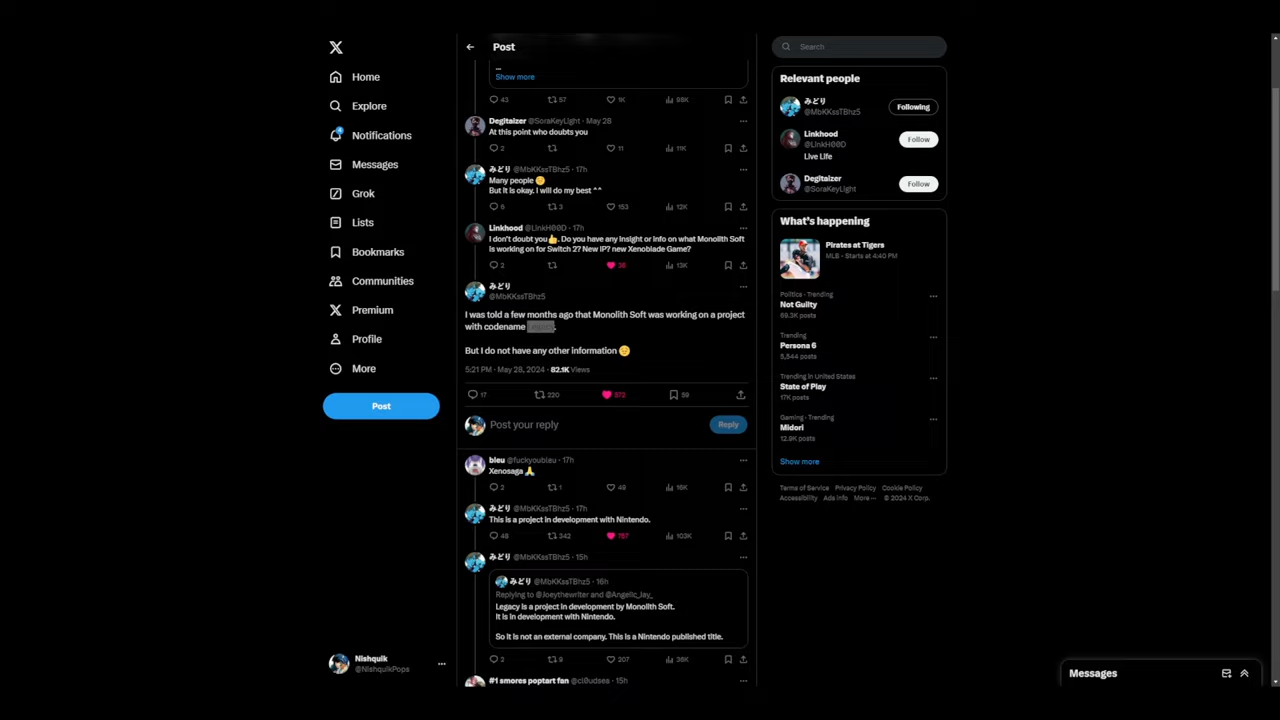 Home
Explore
4
Notifications
Messages
Grok
Lists
Bookmarks
Communities
Premium
Profile
More
Post
Nishquik
@NishquikPops
Post
...
Show more
43 57 1K 98K
Degitalzer @SoraKeyLight · May 28
At this point who doubts you
2 11 11K
みどり @MbKKssTBhz5 · 17h
Many people
But it is okay. I will do my best ^^
6 3 153 12K
Linkhood @L1nkH00D · 17h
I don't doubt you👍. Do you have any insight or info on what Monolith Soft
is working on for Switch 2? New IP? new Xenoblade Game?
2 36 13K
みどり
@MbKKssTBhz5
I was told a few months ago that Monolith Soft was working on a project
with codename
But I do not have any other information
5:21 PM · May 28, 2024 · 82.1K Views
17 220 572 59
Post your reply
Reply
bleu @fuckyoubleu · 17h
Xenosaga 🙏
2 1 49 16K
みどり @MbKKssTBhz5 · 17h
This is a project in development with Nintendo.
48 342 787 103K
みどり @MbKKssTBhz5 · 15h
みどり @MbKKssTBhz5 · 16h
Replying to @Joeythewriter and @Angelic_Jay_
Legacy is a project in development by Monolith Soft.
It is in development with Nintendo.
So it is not an external company. This is a Nintendo published title.
2 9 207 36K
#1 smores poptart fan @cl0udsea · 15h
Search
Relevant people
みどり
@MbKKssTBhz5
Following
Linkhood
@L1nkH00D
Follow
Live Life
Degitalzer
@SoraKeyLight
Follow
What's happening
Pirates at Tigers
MLB · Starts at 4:40 PM
Politics · Trending
Not Guilty
69.3K posts
Trending
Persona 6
5,544 posts
Trending in United States
State of Play
17K posts
Gaming · Trending
Midori
12.9K posts
Show more
Terms of Service Privacy Policy Cookie Policy
Accessibility Ads info More ··· © 2024 X Corp.
Messages